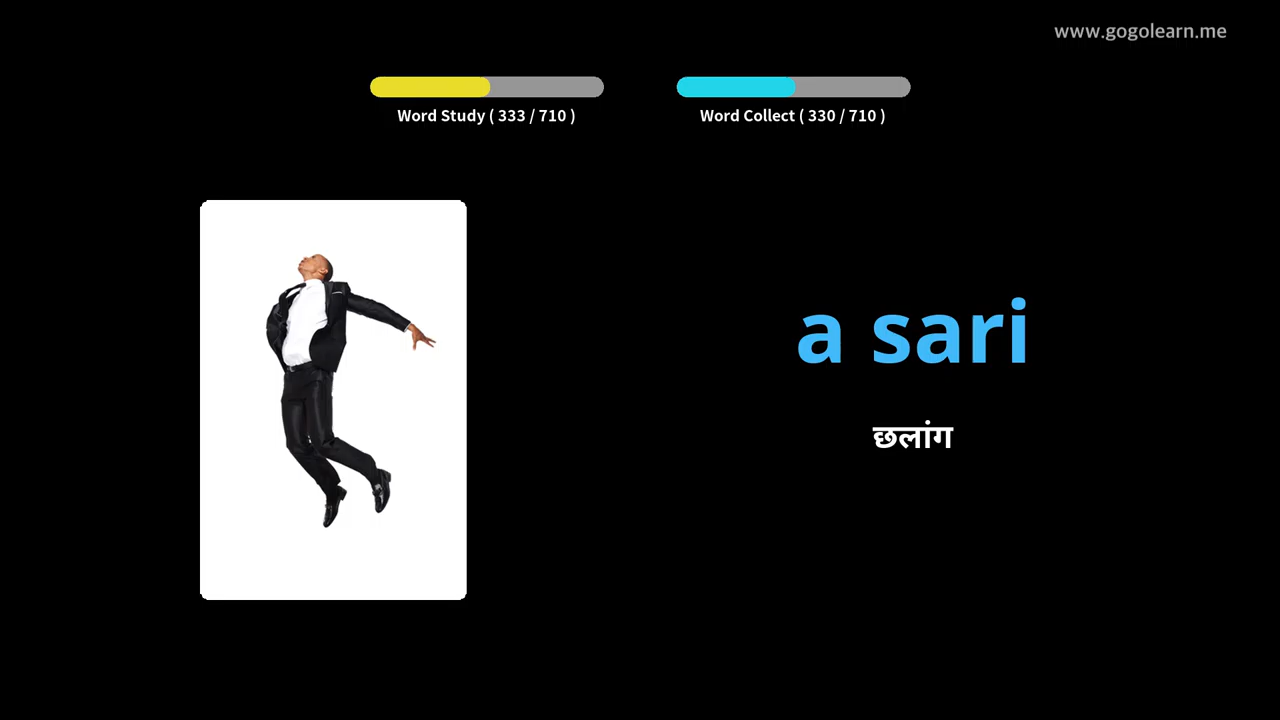 www.gogolearn.me
Word Study ( 333 / 710 )
Word Collect ( 330 / 710 )
a sari
छलांग